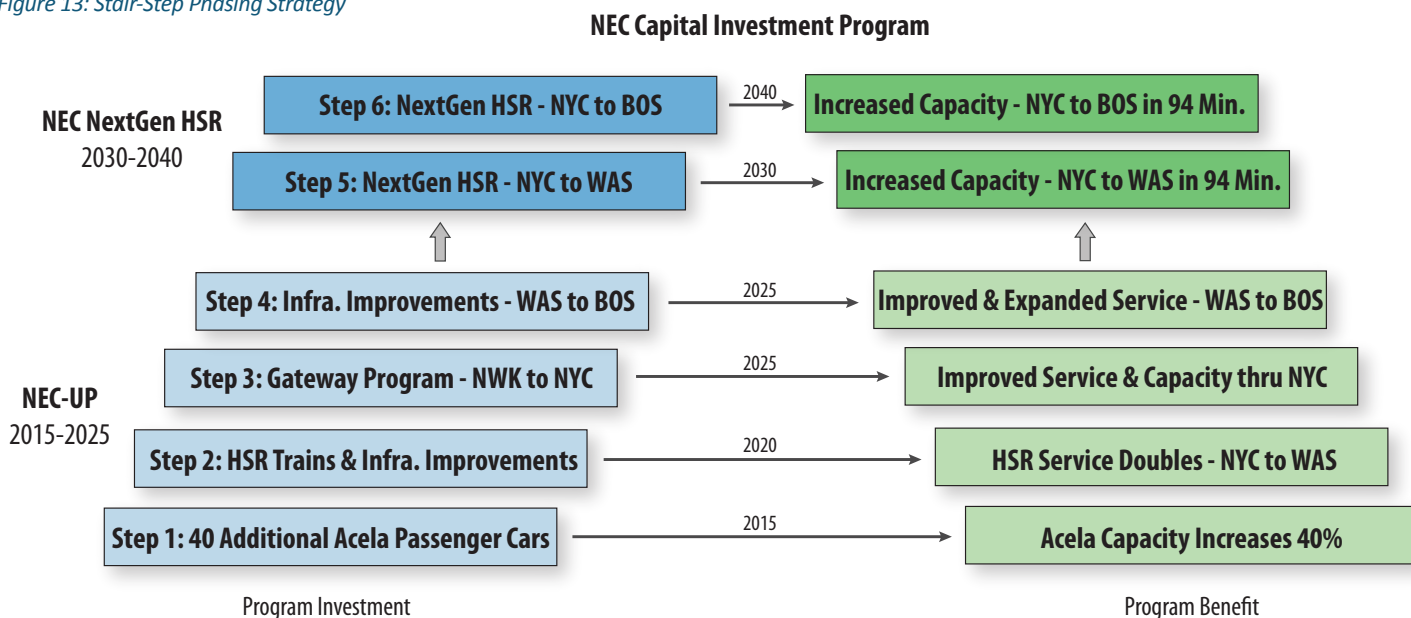 Figure 13: Stair-Step Phasing Strategy
NEC Capital Investment Program
NEC NextGen HSR
2030-2040
Step 6: NextGen HSR - NYC to BOS
2040
Increased Capacity - NYC to BOS in 94 Min.
Step 5: NextGen HSR - NYC to WAS
2030
Increased Capacity - NYC to WAS in 94 Min.
NEC-UP
2015-2025
Step 4: Infra. Improvements - WAS to BOS
2025
Improved & Expanded Service - WAS to BOS
Step 3: Gateway Program - NWK to NYC
2025
Improved Service & Capacity thru NYC
Step 2: HSR Trains & Infra. Improvements
2020
HSR Service Doubles - NYC to WAS
Step 1: 40 Additional Acela Passenger Cars
2015
Acela Capacity Increases 40%
Program Investment
Program Benefit